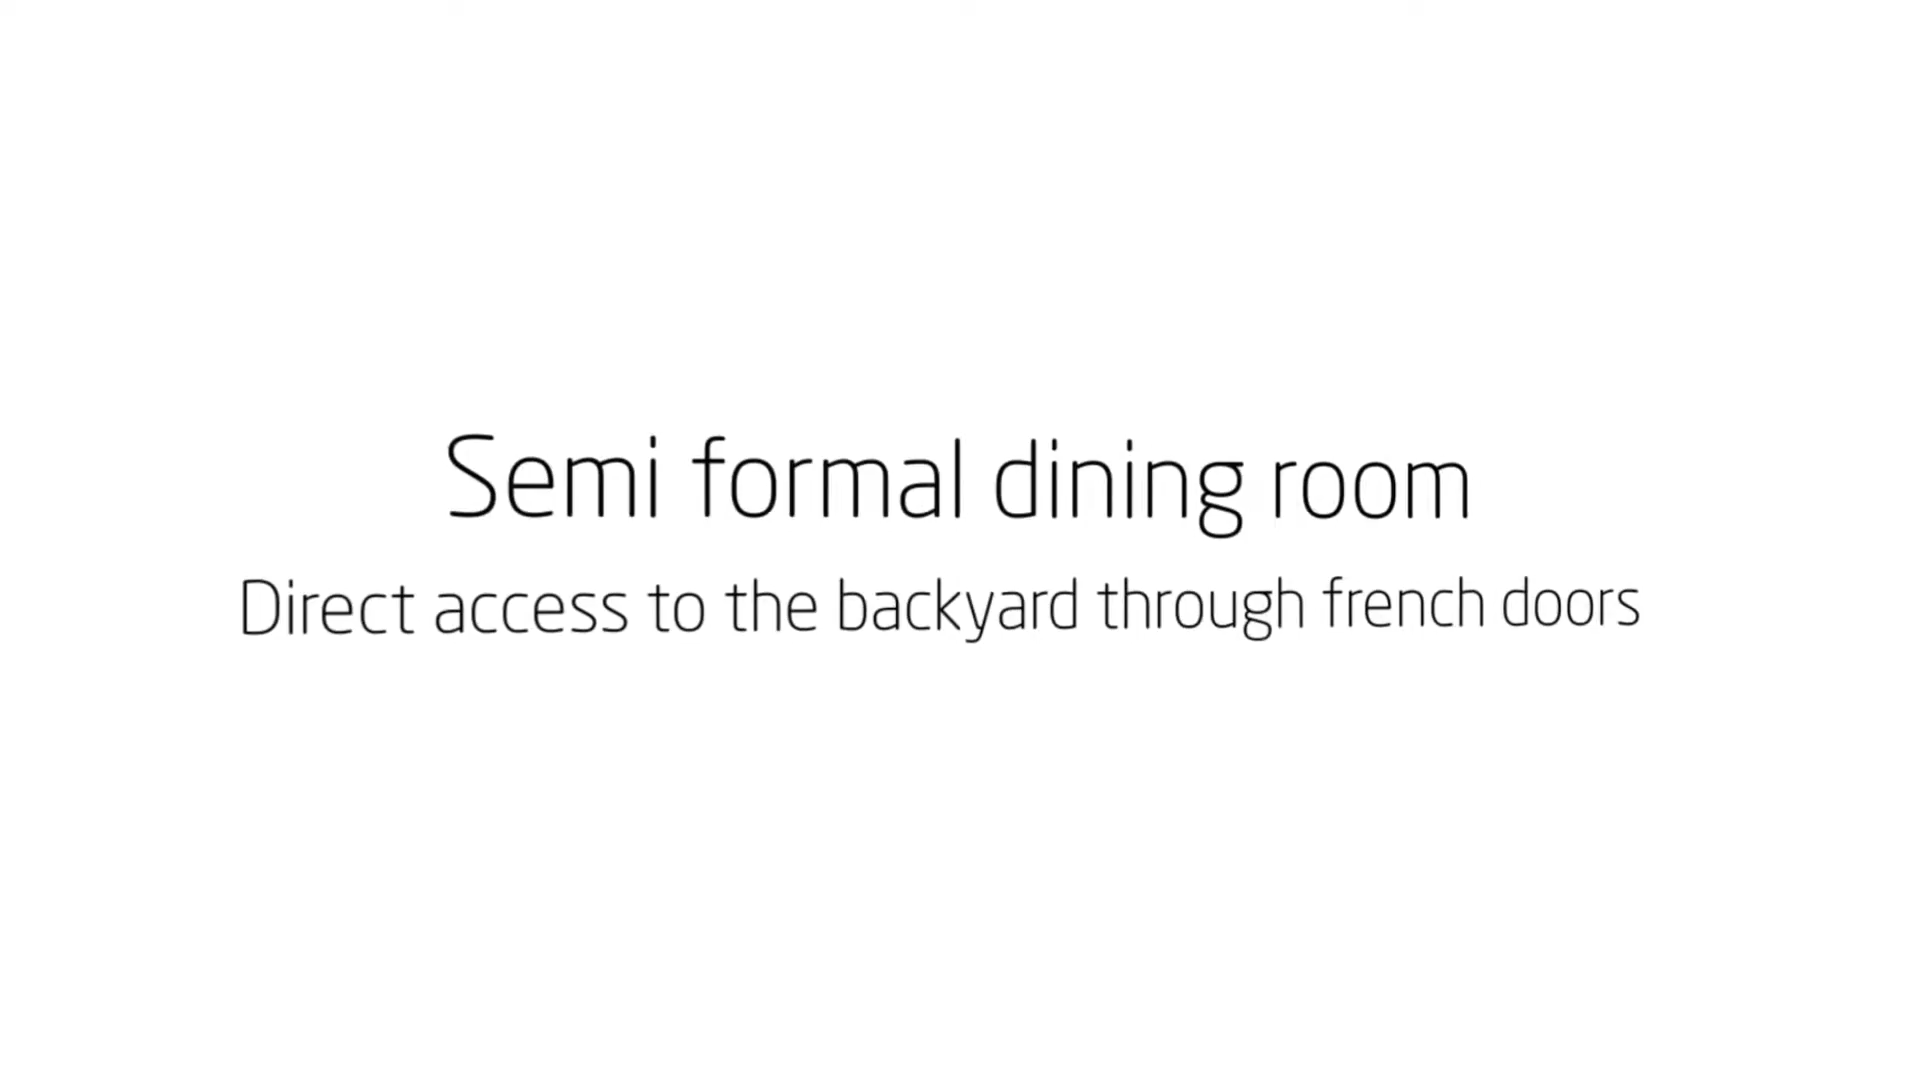 Semi formal dining room
Direct access to the backyard through french doors